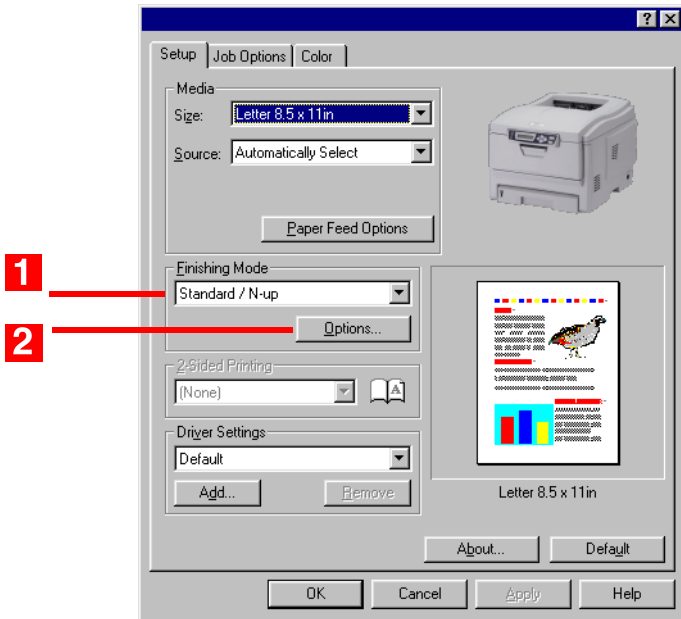 ? X
Setup Job Options Color
Media
Size: Letter 8.5 x 11in
Source: Automatically Select
Paper Feed Options
1
Finishing Mode
Standard / N-up
2
Options...
2-Sided Printing
(None)
A
Driver Settings
Default
Add... Remove
Letter 8.5 x 11in
About... Default
OK Cancel Apply Help